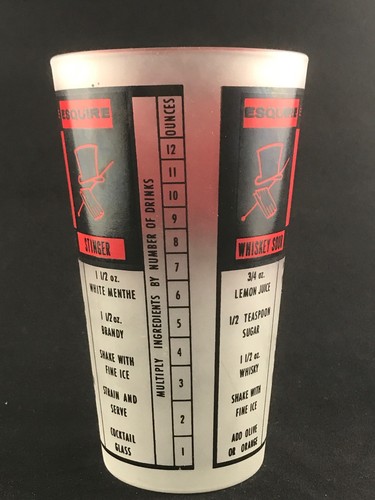 ESQUIRE
STINGER
1 1/2 oz.
WHITE MENTHE
1 1/2 oz.
BRANDY
SHAKE WITH
FINE ICE
STRAIN AND
SERVE
COCKTAIL
GLASS
MULTIPLY INGREDIENTS BY NUMBER OF DRINKS
OUNCES
12
11
10
9
8
7
6
5
4
3
2
1
ESQUIRE
WHISKEY SOUR
3/4 oz.
LEMON JUICE
1/2 TEASPOON
SUGAR
1 1/2 oz.
WHISKY
SHAKE WITH
FINE ICE
ADD OLIVE
OR ORANGE